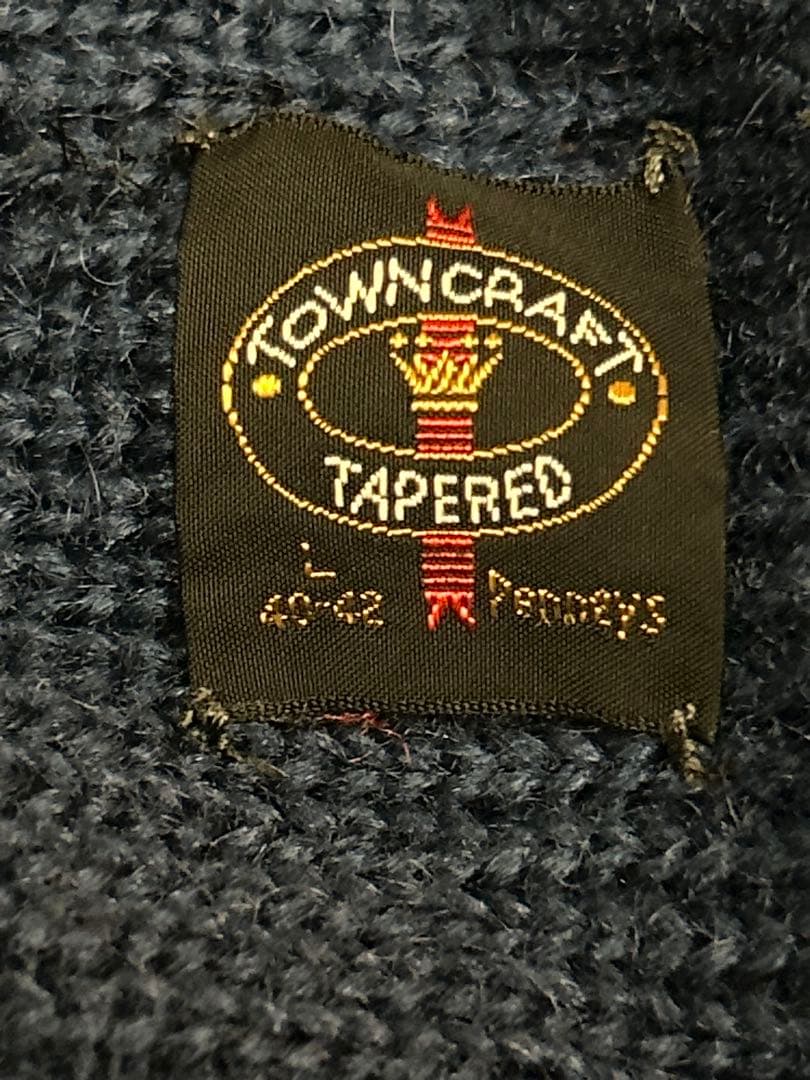 TOWNCRAFT
TAPERED
L
40-42 Penneys